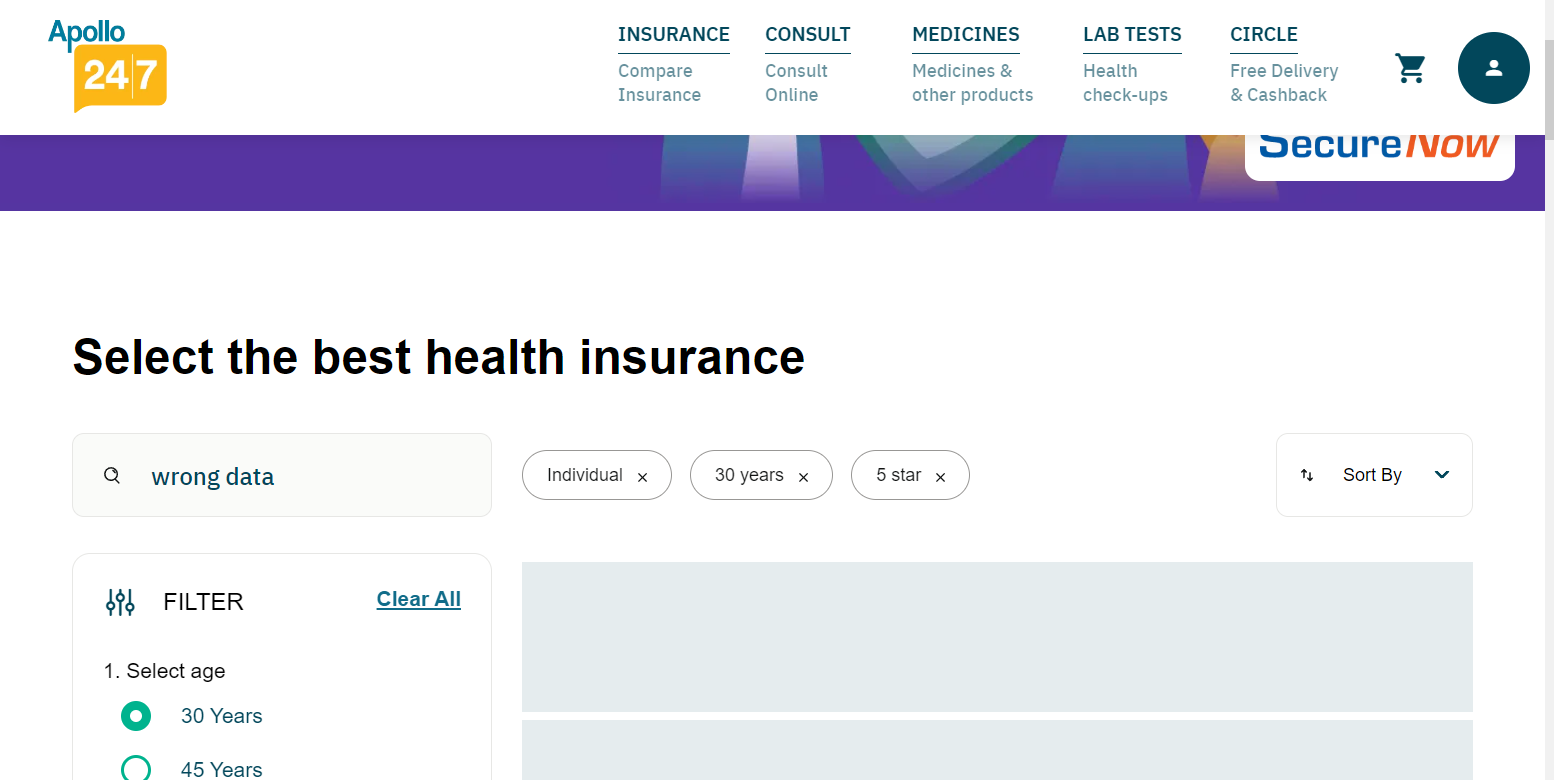 Apollo
24|7
INSURANCE
Compare
Insurance
CONSULT
Consult
Online
MEDICINES
Medicines &
other products
LAB TESTS
Health
check-ups
CIRCLE
Free Delivery
& Cashback
SecureNow
Select the best health insurance
wrong data
Individual ×
30 years ×
5 star ×
Sort By
FILTER
Clear All
1. Select age
30 Years
45 Years